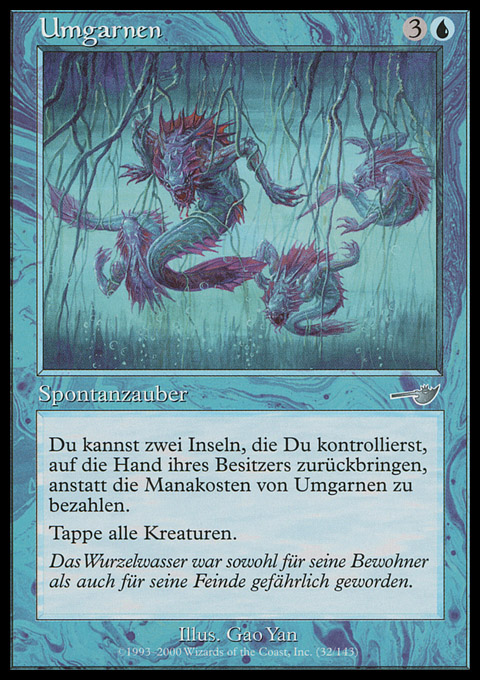 Umgarnen 3
Spontanzauber
Du kannst zwei Inseln, die Du kontrollierst,
auf die Hand ihres Besitzers zurückbringen,
anstatt die Manakosten von Umgarnen zu
bezahlen.
Tappe alle Kreaturen.
Das Wurzelwasser war sowohl für seine Bewohner
als auch für seine Feinde gefährlich geworden.
Illus. Gao Yan
©1993–2000 Wizards of the Coast, Inc. (32/143)